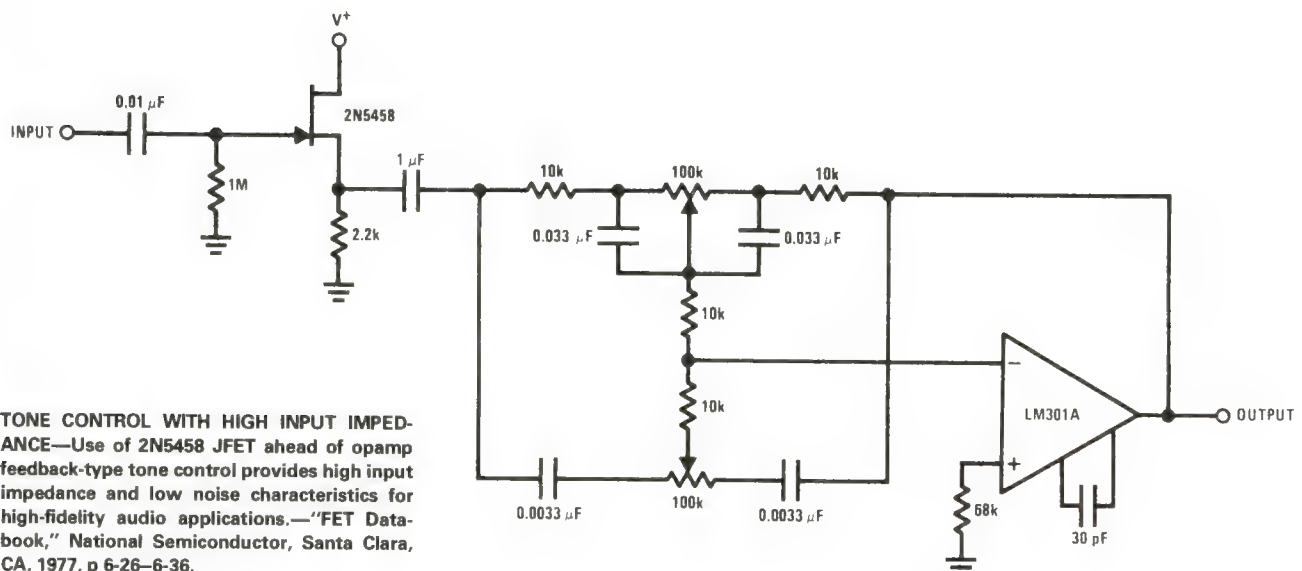 V+
0.01 µF
2N5458
INPUT
1M
1 µF
2.2k
10k
100k
10k
0.033 µF
0.033 µF
10k
10k
0.0033 µF
100k
0.0033 µF
−
LM301A
+
OUTPUT
68k
30 pF
TONE CONTROL WITH HIGH INPUT IMPED-
ANCE—Use of 2N5458 JFET ahead of opamp
feedback-type tone control provides high input
impedance and low noise characteristics for
high-fidelity audio applications.—"FET Data-
book," National Semiconductor, Santa Clara,
CA, 1977, p 6-26–6-36.